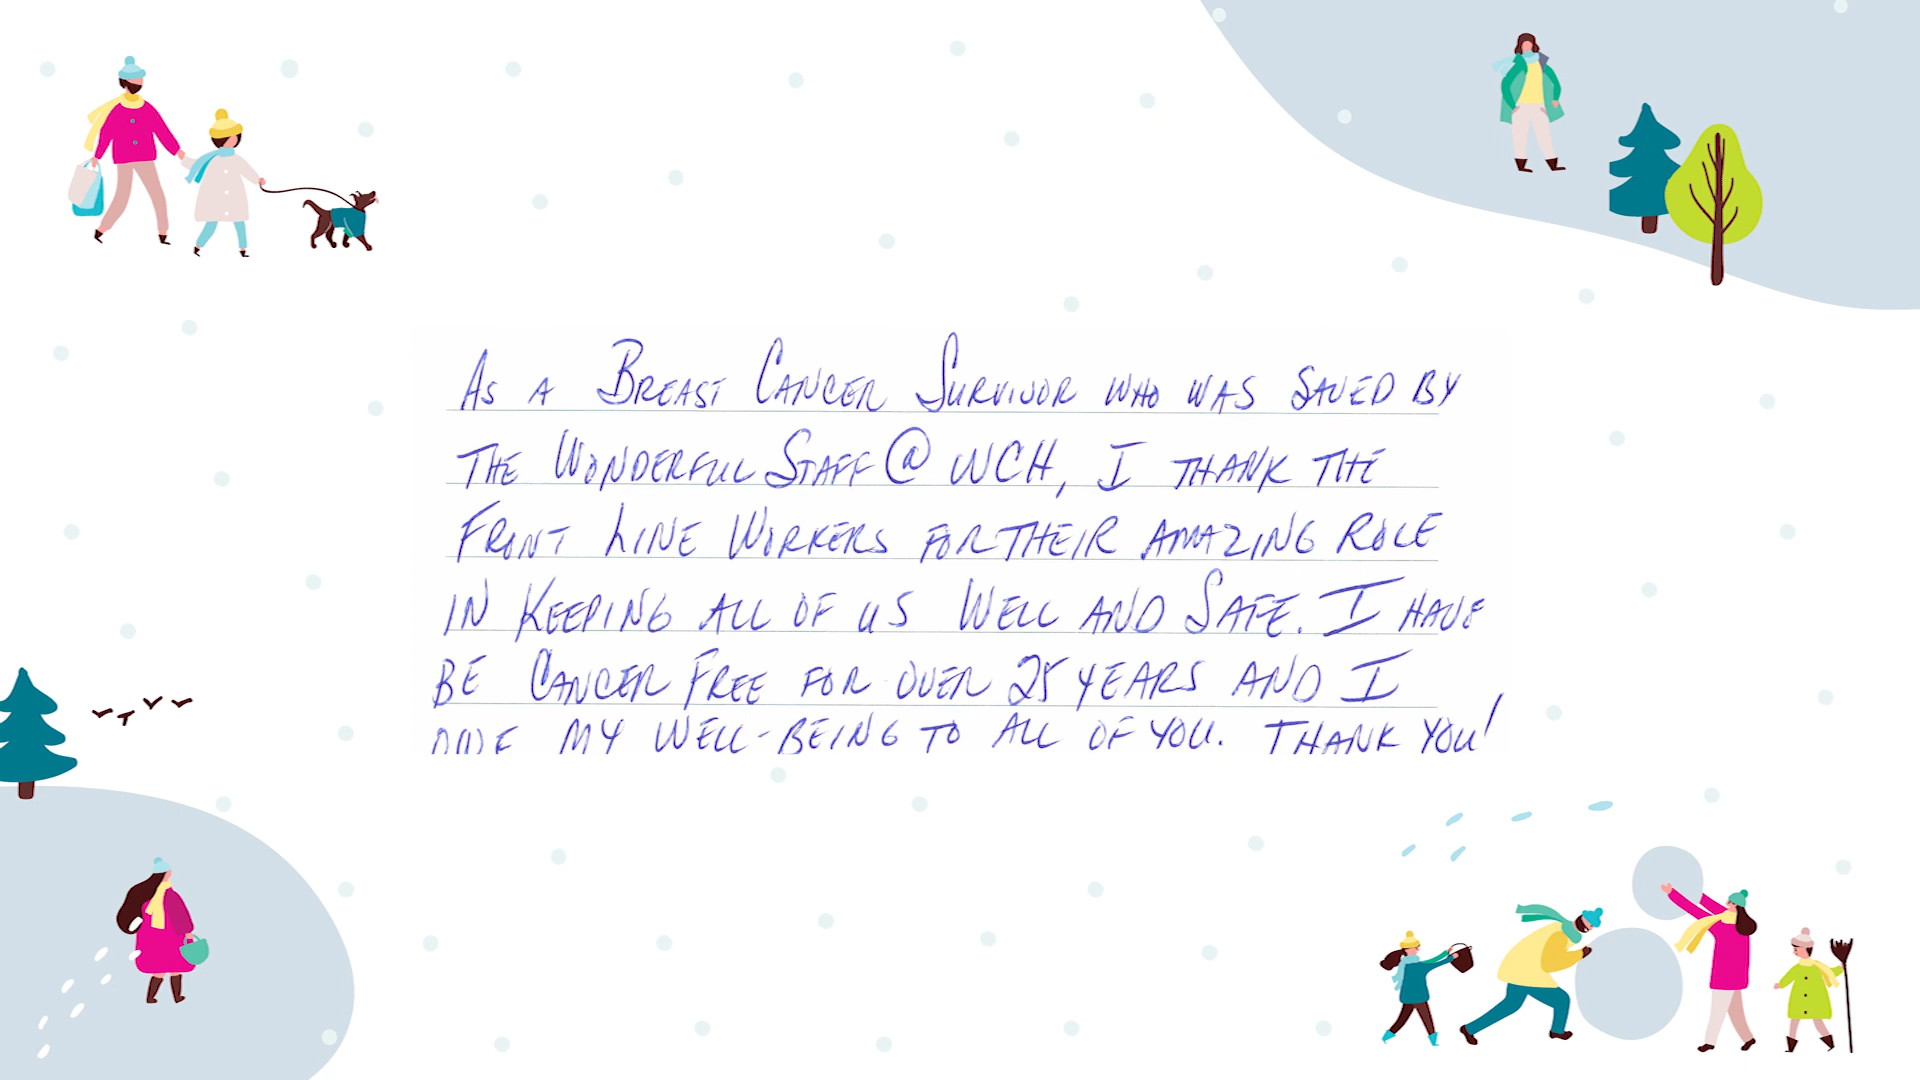 As a Breast Cancer Survivor who was saved by
the Wonderful Staff @ WCH, I thank the
Front Line Workers for their amazing role
in keeping all of us well and safe. I have
be cancer free for over 25 years and I
my well-being to all of you. Thank you!